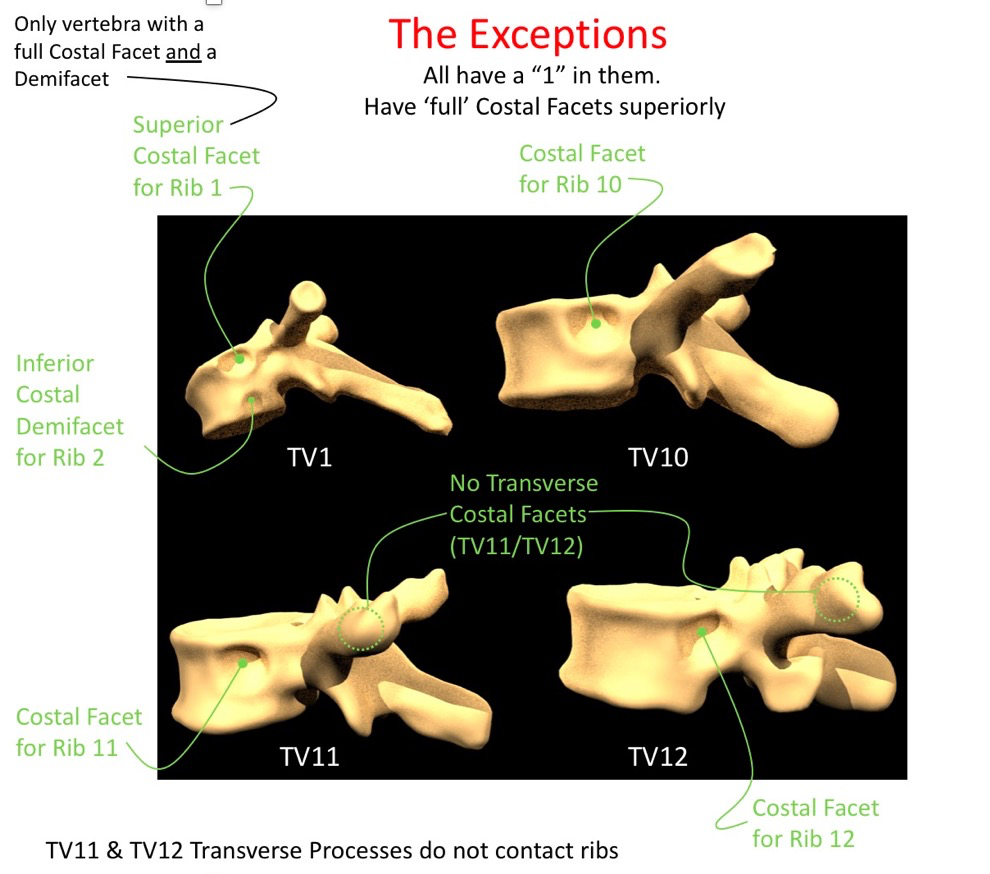 Only vertebra with a
full Costal Facet and a
Demifacet
The Exceptions
All have a “1” in them.
Have ‘full’ Costal Facets superiorly
Superior
Costal Facet
for Rib 1
Costal Facet
for Rib 10
Inferior
Costal
Demifacet
for Rib 2
TV1
TV10
No Transverse
Costal Facets
(TV11/TV12)
Costal Facet
for Rib 11
TV11
TV12
Costal Facet
for Rib 12
TV11 & TV12 Transverse Processes do not contact ribs